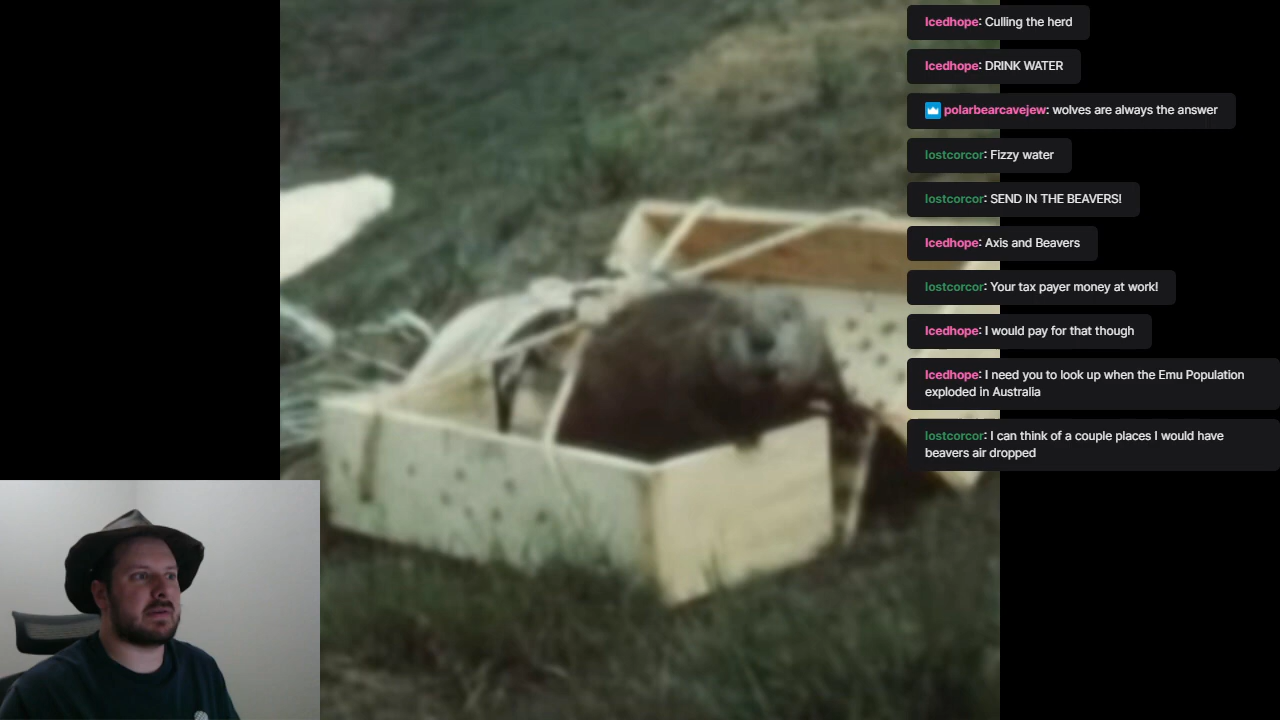 Icedhope: Culling the herd
Icedhope: DRINK WATER
polarbearcavejew: wolves are always the answer
lostcorcor: Fizzy water
lostcorcor: SEND IN THE BEAVERS!
Icedhope: Axis and Beavers
lostcorcor: Your tax payer money at work!
Icedhope: I would pay for that though
Icedhope: I need you to look up when the Emu Population
exploded in Australia
lostcorcor: I can think of a couple places I would have
beavers air dropped